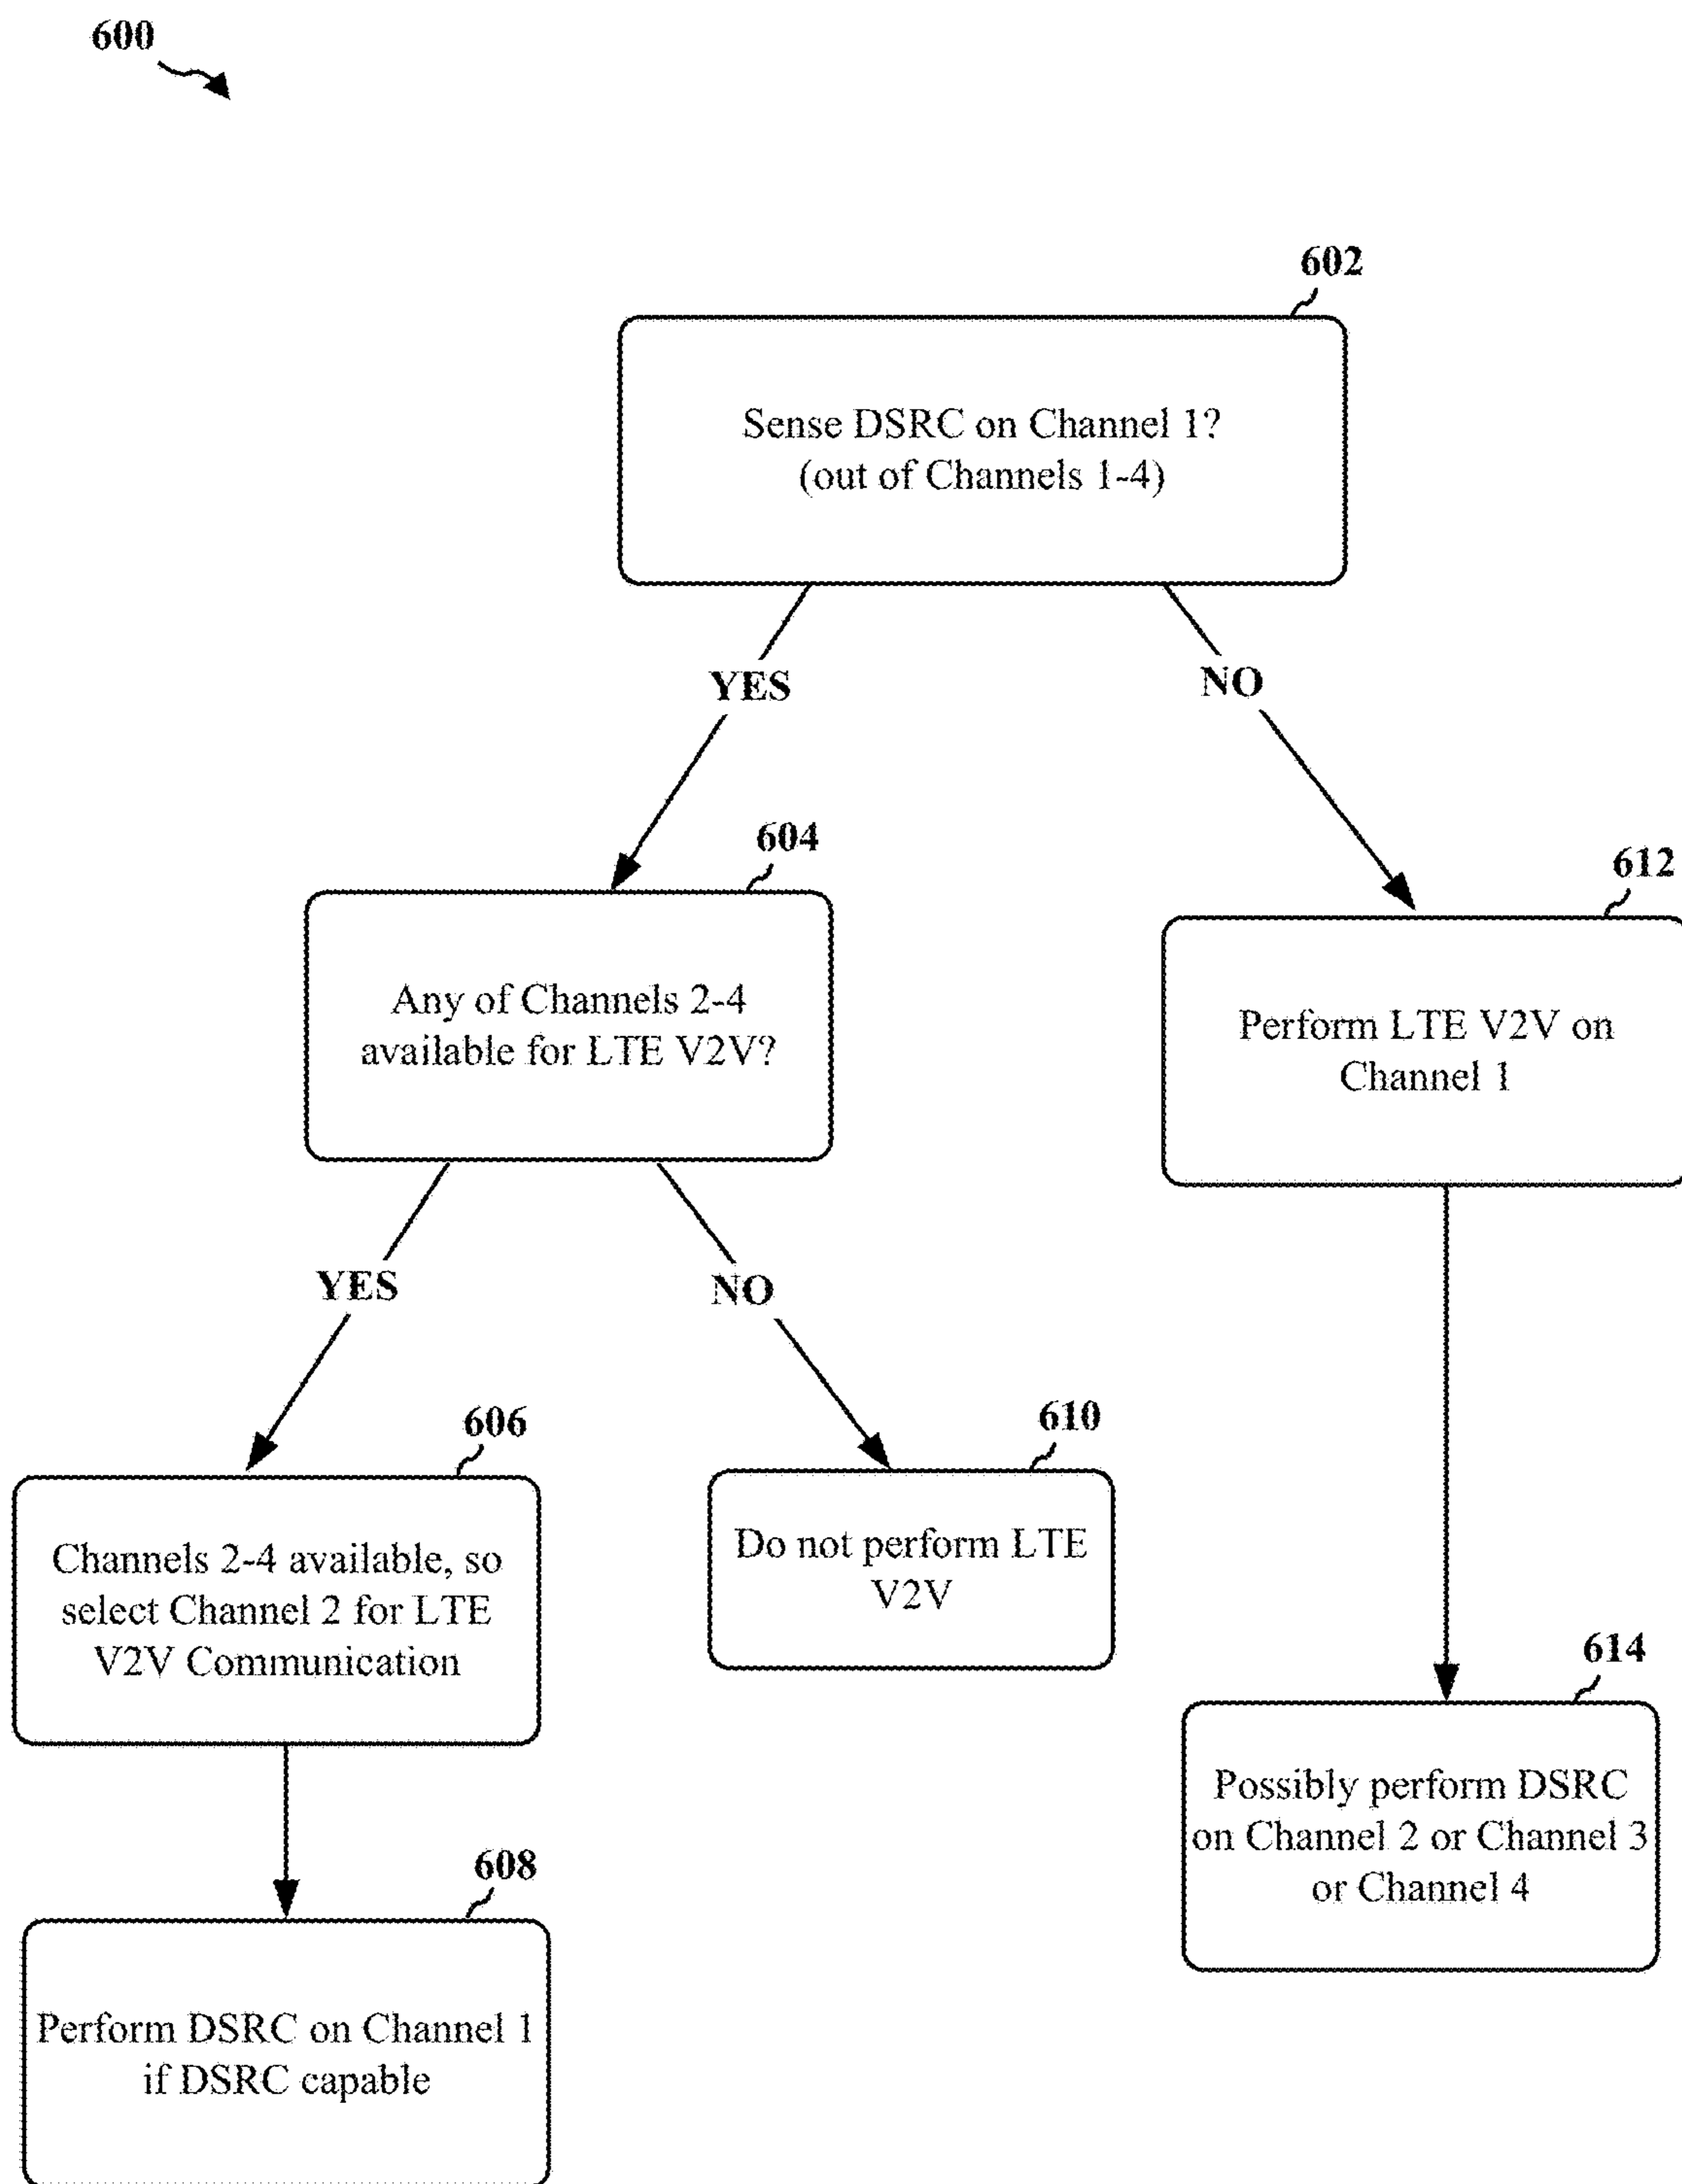 600
602
Sense DSRC on Channel 1?
(out of Channels 1-4)
YES
NO
604
Any of Channels 2-4
available for LTE V2V?
612
Perform LTE V2V on
Channel 1
YES
NO
606
Channels 2-4 available, so
select Channel 2 for LTE
V2V Communication
610
Do not perform LTE
V2V
614
Possibly perform DSRC
on Channel 2 or Channel 3
or Channel 4
608
Perform DSRC on Channel 1
if DSRC capable